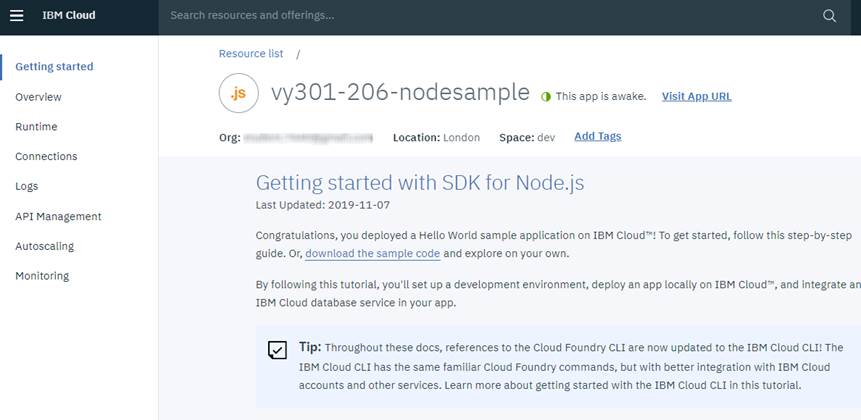 IBM Cloud
Search resources and offerings...
Getting started
Overview
Runtime
Connections
Logs
API Management
Autoscaling
Monitoring
Resource list /
.js
vy301-206-nodesample
This app is awake.
Visit App URL
Org:
Location: London
Space: dev
Add Tags
Getting started with SDK for Node.js
Last Updated: 2019-11-07
Congratulations, you deployed a Hello World sample application on IBM Cloud™! To get started, follow this step-by-step
guide. Or, download the sample code and explore on your own.
By following this tutorial, you'll set up a development environment, deploy an app locally on IBM Cloud™, and integrate an
IBM Cloud database service in your app.
Tip: Throughout these docs, references to the Cloud Foundry CLI are now updated to the IBM Cloud CLI! The
IBM Cloud CLI has the same familiar Cloud Foundry commands, but with better integration with IBM Cloud
accounts and other services. Learn more about getting started with the IBM Cloud CLI in this tutorial.